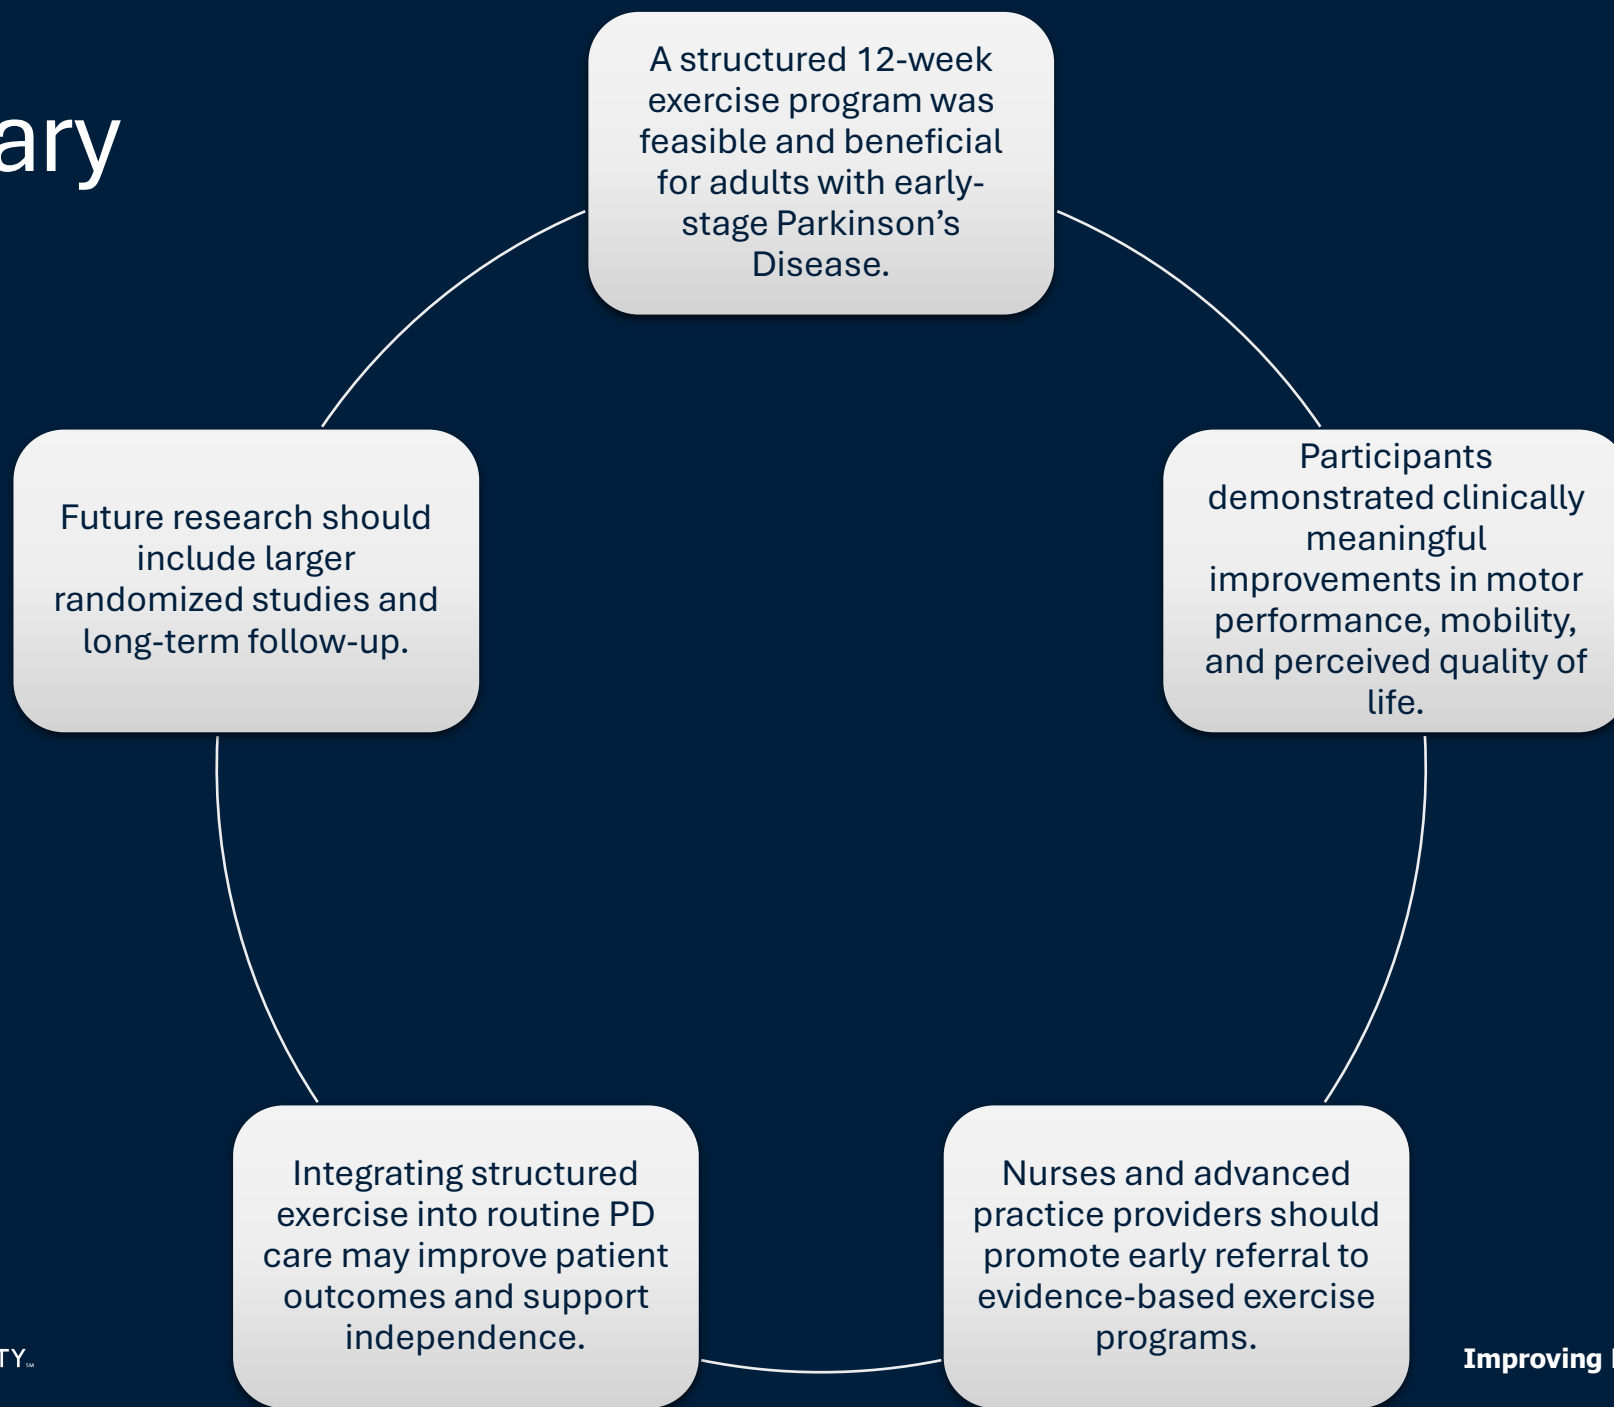 ary
A structured 12-week
exercise program was
feasible and beneficial
for adults with early-
stage Parkinson’s
Disease.
Participants
demonstrated clinically
meaningful
improvements in motor
performance, mobility,
and perceived quality of
life.
Nurses and advanced
practice providers should
promote early referral to
evidence-based exercise
programs.
Integrating structured
exercise into routine PD
care may improve patient
outcomes and support
independence.
Future research should
include larger
randomized studies and
long-term follow-up.
TY℠
Improving